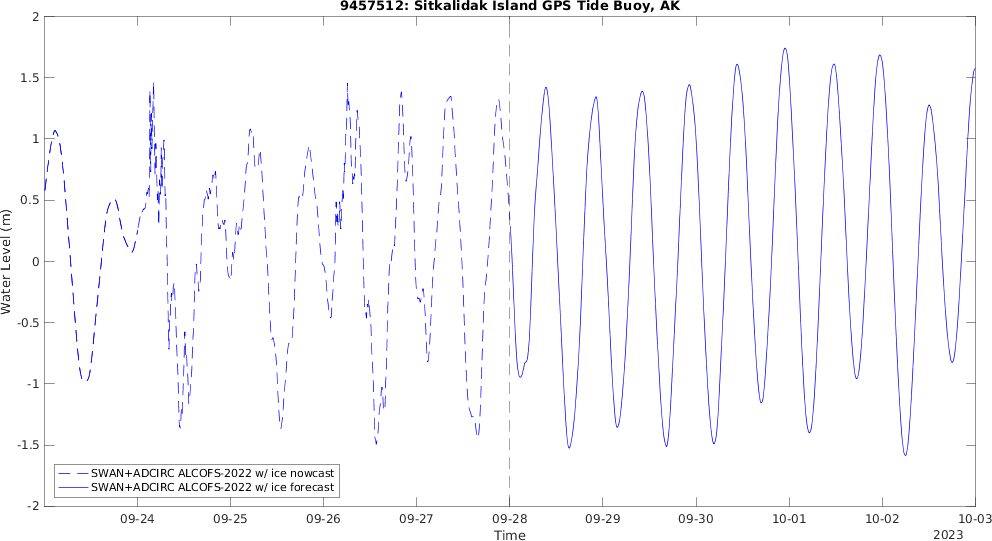 9457512: Sitkalidak Island GPS Tide Buoy, AK
2
1.5
1
0.5
0
-0.5
-1
-1.5
-2
Water Level (m)
SWAN+ADCIRC ALCOFS-2022 w/ ice nowcast
SWAN+ADCIRC ALCOFS-2022 w/ ice forecast
09-24 09-25 09-26 09-27 09-28 09-29 09-30 10-01 10-02 10-03
Time
2023